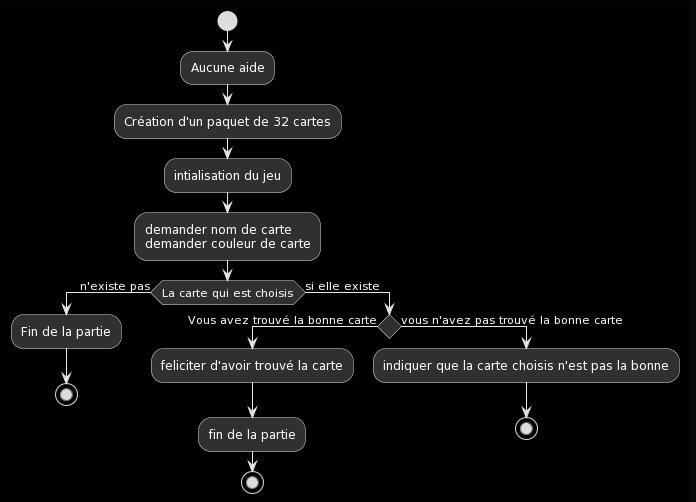 Aucune aide
Création d'un paquet de 32 cartes
intialisation du jeu
demander nom de carte
demander couleur de carte
n'existe pas
La carte qui est choisis
si elle existe
Fin de la partie
Vous avez trouvé la bonne carte
vous n'avez pas trouvé la bonne carte
feliciter d'avoir trouvé la carte
indiquer que la carte choisis n'est pas la bonne
fin de la partie